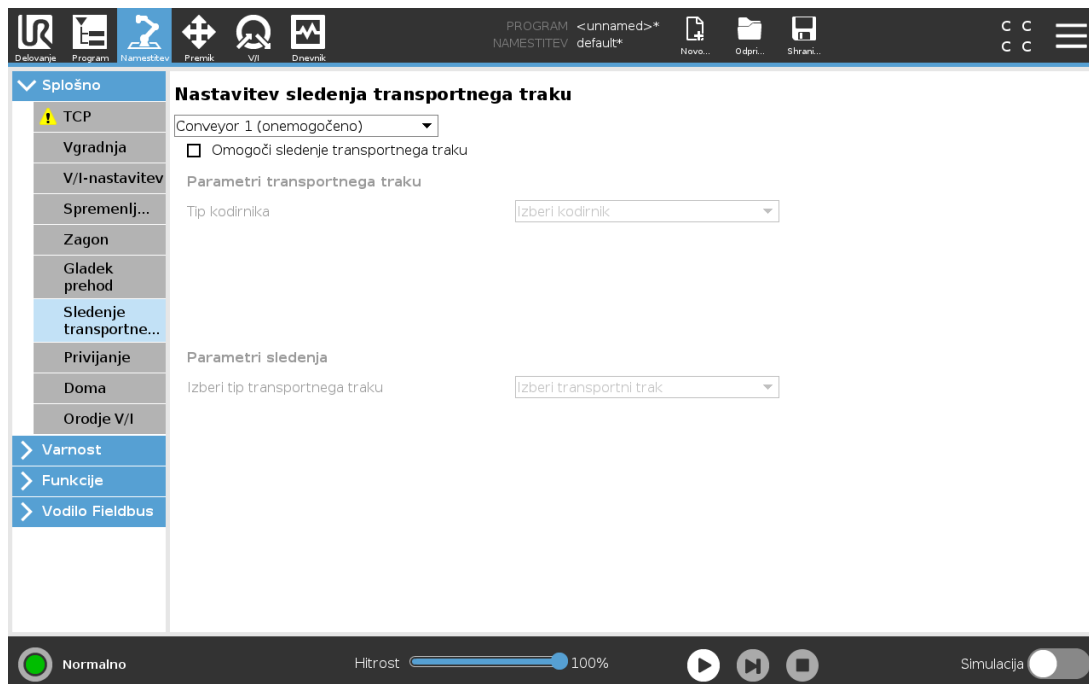 Delovanje
Program
Namestitev
Premik
V/I
Dnevnik
PROGRAM <unnamed>*
NAMESTITEV default*
Novo...
Odpri...
Shrani...
C C
C C
Splošno
TCP
Vgradnja
V/I-nastavitev
Spremenlj...
Zagon
Gladek
prehod
Sledenje
transportne...
Privijanje
Doma
Orodje V/I
Varnost
Funkcije
Vodilo Fieldbus
Nastavitev sledenja transportnega traku
Conveyor 1 (onemogočeno)
Omogoči sledenje transportnega traku
Parametri transportnega traku
Tip kodirnika
Izberi kodirnik
Parametri sledenja
Izberi tip transportnega traku
Izberi transportni trak
Normalno
Hitrost
100%
Simulacija